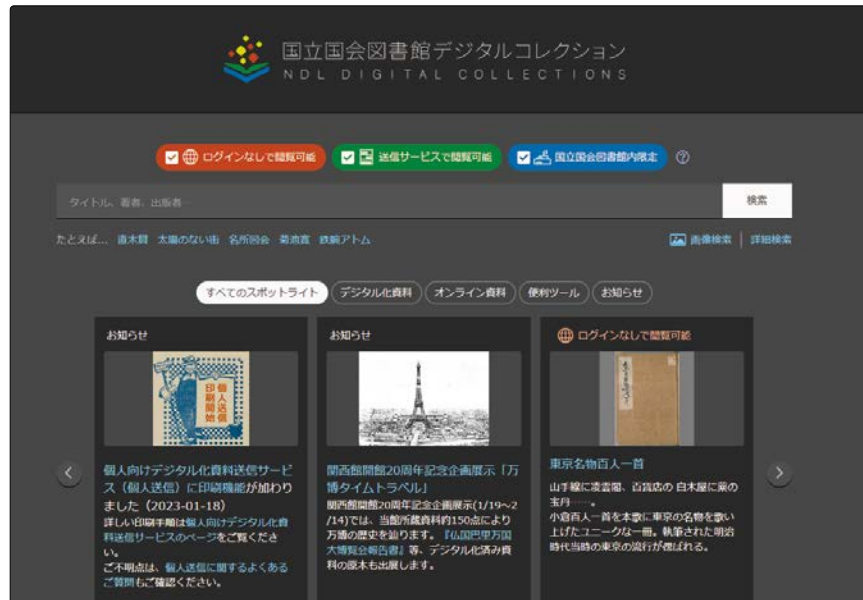 国立国会図書館デジタルコレクション
NDL DIGITAL COLLECTIONS
ログインなしで閲覧可能
送信サービスで閲覧可能
国立国会図書館内限定
?
タイトル、著者、出版者…
検索
たとえば... 直木賞 太陽のない街 名所図会 菊池寛 鉄腕アトム
画像検索 詳細検索
すべてのスポットライト
デジタル化資料
オンライン資料
便利ツール
お知らせ
お知らせ
個人送信
印刷開始
個人向けデジタル化資料送信サービ
ス（個人送信）に印刷機能が加わり
ました（2023-01-18）
詳しい印刷手順は個人向けデジタル化資
料送信サービスのページをご覧くださ
い。
ご不明点は、個人送信に関するよくある
ご質問もご確認ください。
お知らせ
関西館開館20周年記念企画展示「万
博タイムトラベル」
関西館開館20周年記念企画展示(1/19～2
/14)では、当館所蔵資料約150点により
万博の歴史を辿ります。『仏国巴里万国
大博覧会報告書』等、デジタル化済み資
料の原本も出展します。
ログインなしで閲覧可能
東京名物百人一首
山手線に凌雲閣、百貨店の 白木屋に薬の
宝丹……。
小倉百人一首を本歌に東京の名物を歌い
上げたユニークな一冊。執筆された明治
時代当時の東京の流行が偲ばれる。